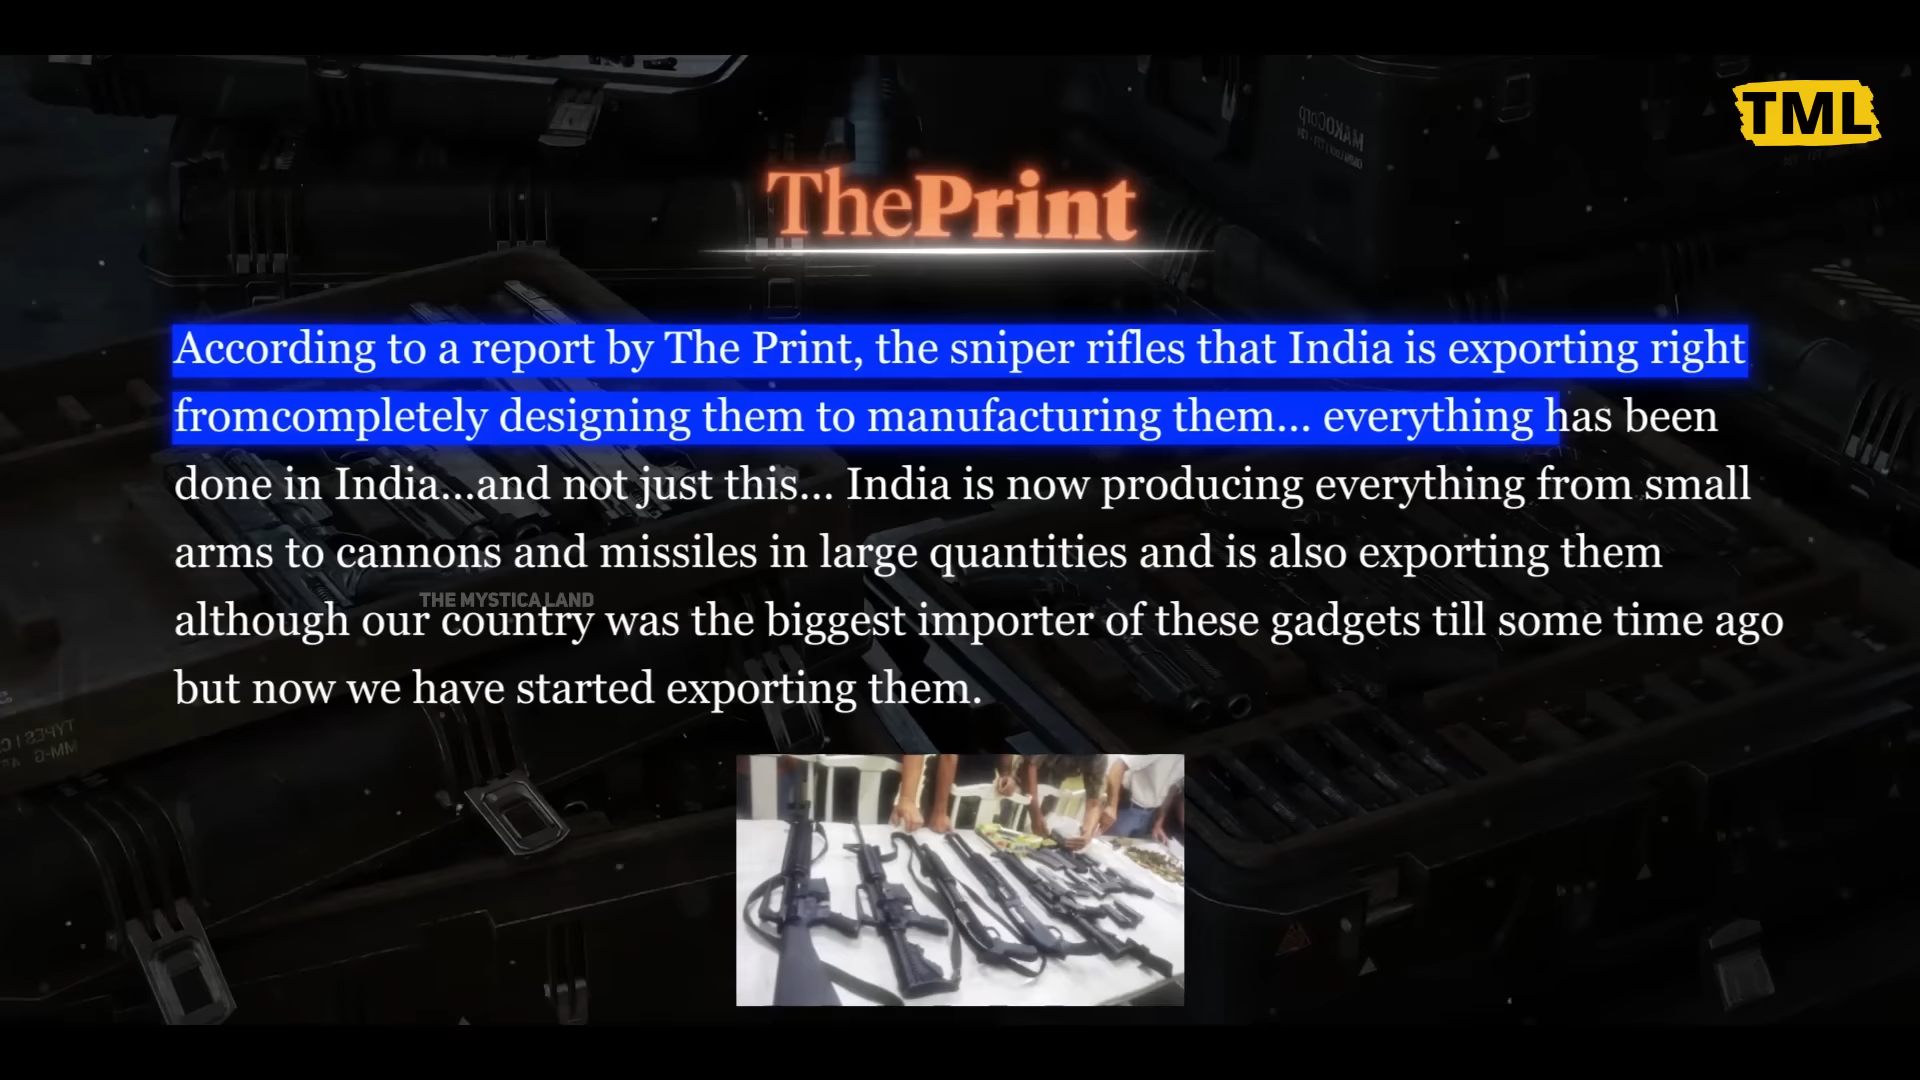 TML
ThePrint
According to a report by The Print, the sniper rifles that India is exporting right
fromcompletely designing them to manufacturing them... everything has been
done in India...and not just this... India is now producing everything from small
arms to cannons and missiles in large quantities and is also exporting them
THE MYSTICA LAND
although our country was the biggest importer of these gadgets till some time ago
but now we have started exporting them.